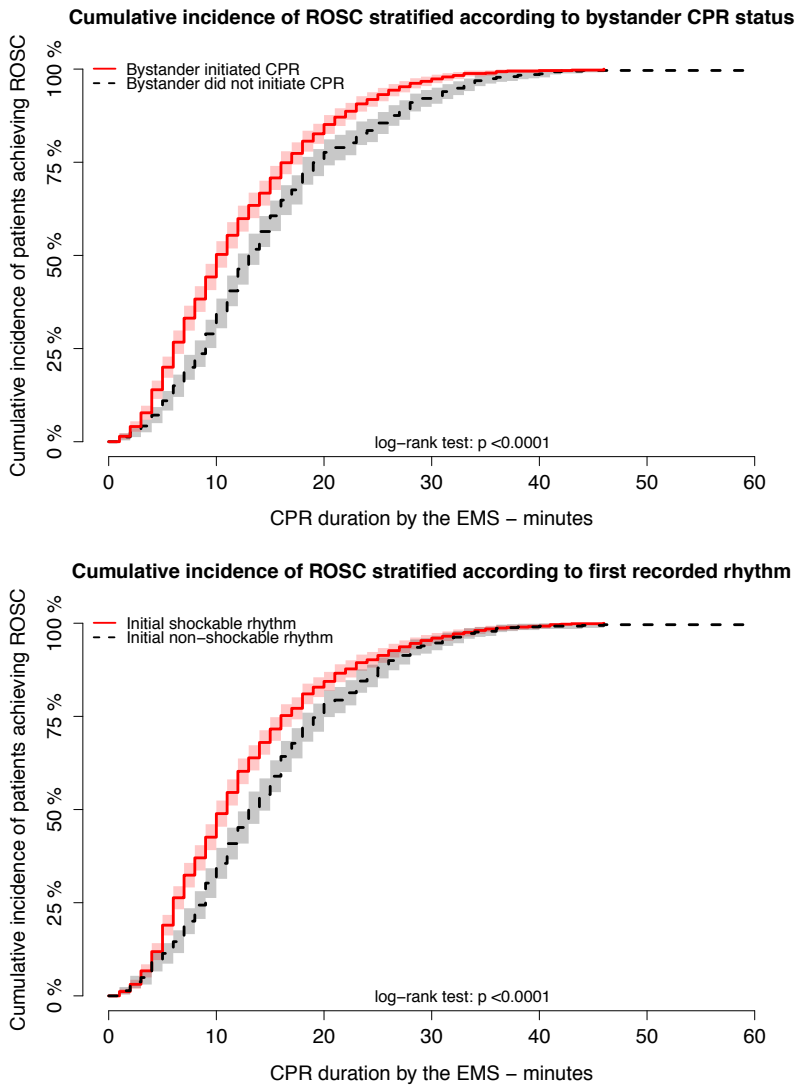 Cumulative incidence of ROSC stratified according to bystander CPR status
Cumulative incidence of patients achieving ROSC
100 %
75 %
50 %
25 %
0 %
Bystander initiated CPR
Bystander did not initiate CPR
log−rank test: p <0.0001
0 10 20 30 40 50 60
CPR duration by the EMS − minutes
Cumulative incidence of ROSC stratified according to first recorded rhythm
Cumulative incidence of patients achieving ROSC
100 %
75 %
50 %
25 %
0 %
Initial shockable rhythm
Initial non−shockable rhythm
log−rank test: p <0.0001
0 10 20 30 40 50 60
CPR duration by the EMS − minutes